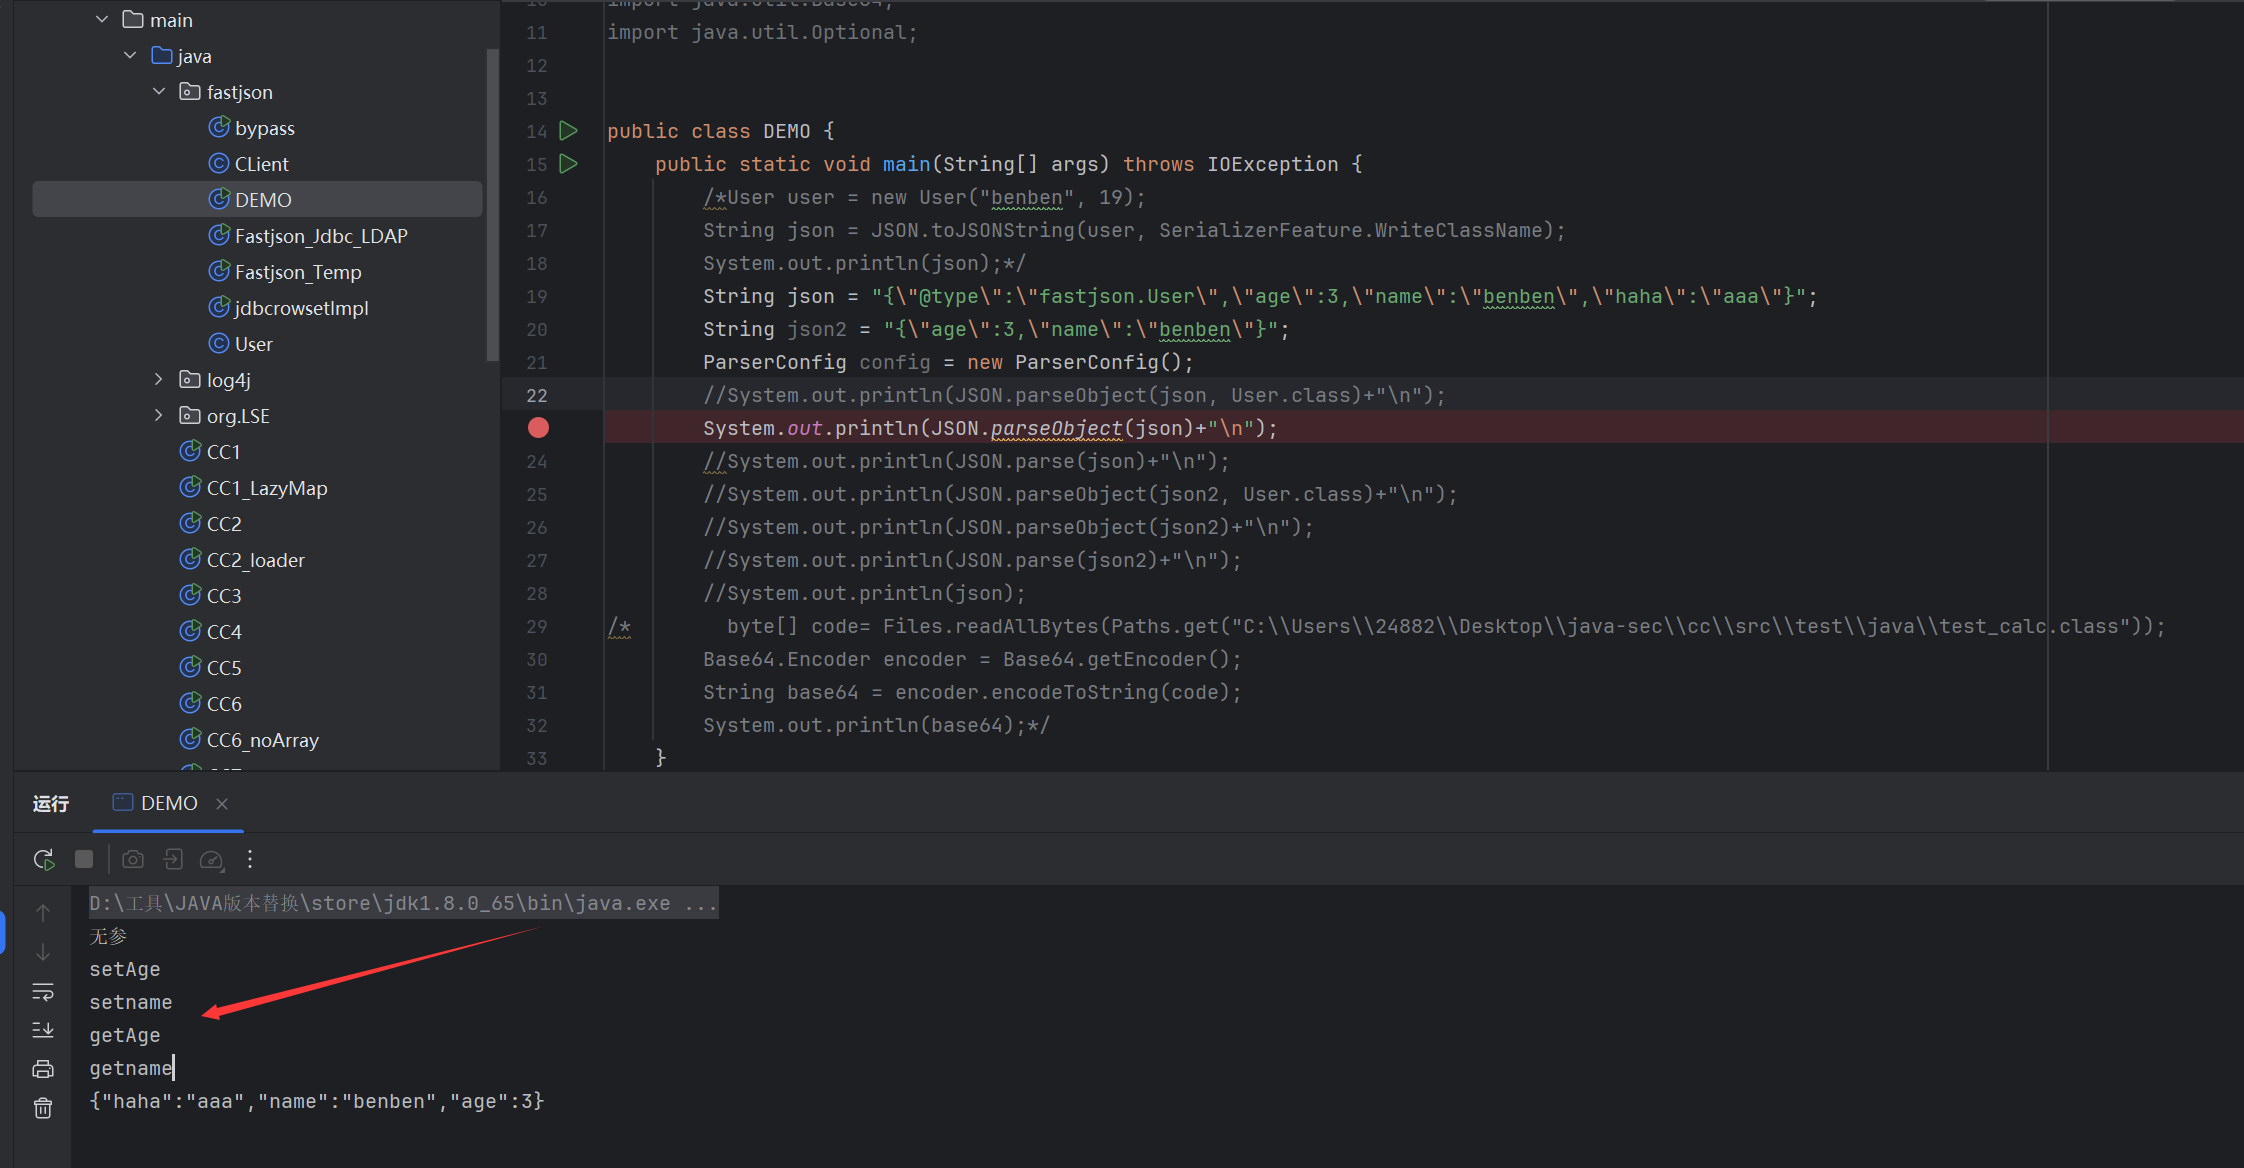 main
java
fastjson
bypass
CLient
DEMO
Fastjson_Jdbc_LDAP
Fastjson_Temp
jdbcrowsetImpl
User
log4j
org.LSE
CC1
CC1_LazyMap
CC2
CC2_loader
CC3
CC4
CC5
CC6
CC6_noArray
10 import java.util.Base64;
11 import java.util.Optional;
12
13
14 public class DEMO {
15     public static void main(String[] args) throws IOException {
16         /*User user = new User("benben", 19);
17         String json = JSON.toJSONString(user, SerializerFeature.WriteClassName);
18         System.out.println(json);*/
19         String json = "{\"@type\":\"fastjson.User\",\"age\":3,\"name\":\"benben\",\"haha\":\"aaa\"}";
20         String json2 = "{\"age\":3,\"name\":\"benben\"}";
21         ParserConfig config = new ParserConfig();
22         //System.out.println(JSON.parseObject(json, User.class)+"\n");
System.out.println(JSON.parseObject(json)+"\n");
24         //System.out.println(JSON.parse(json)+"\n");
25         //System.out.println(JSON.parseObject(json2, User.class)+"\n");
26         //System.out.println(JSON.parseObject(json2)+"\n");
27         //System.out.println(JSON.parse(json2)+"\n");
28         //System.out.println(json);
29 /*        byte[] code= Files.readAllBytes(Paths.get("C:\\Users\\24882\\Desktop\\java-sec\\cc\\src\\test\\java\\test_calc.class"));
30         Base64.Encoder encoder = Base64.getEncoder();
31         String base64 = encoder.encodeToString(code);
32         System.out.println(base64);*/
33     }
运行 DEMO
D:\工具\JAVA版本替换\store\jdk1.8.0_65\bin\java.exe ...
无参
setAge
setname
getAge
getname
{"haha":"aaa","name":"benben","age":3}